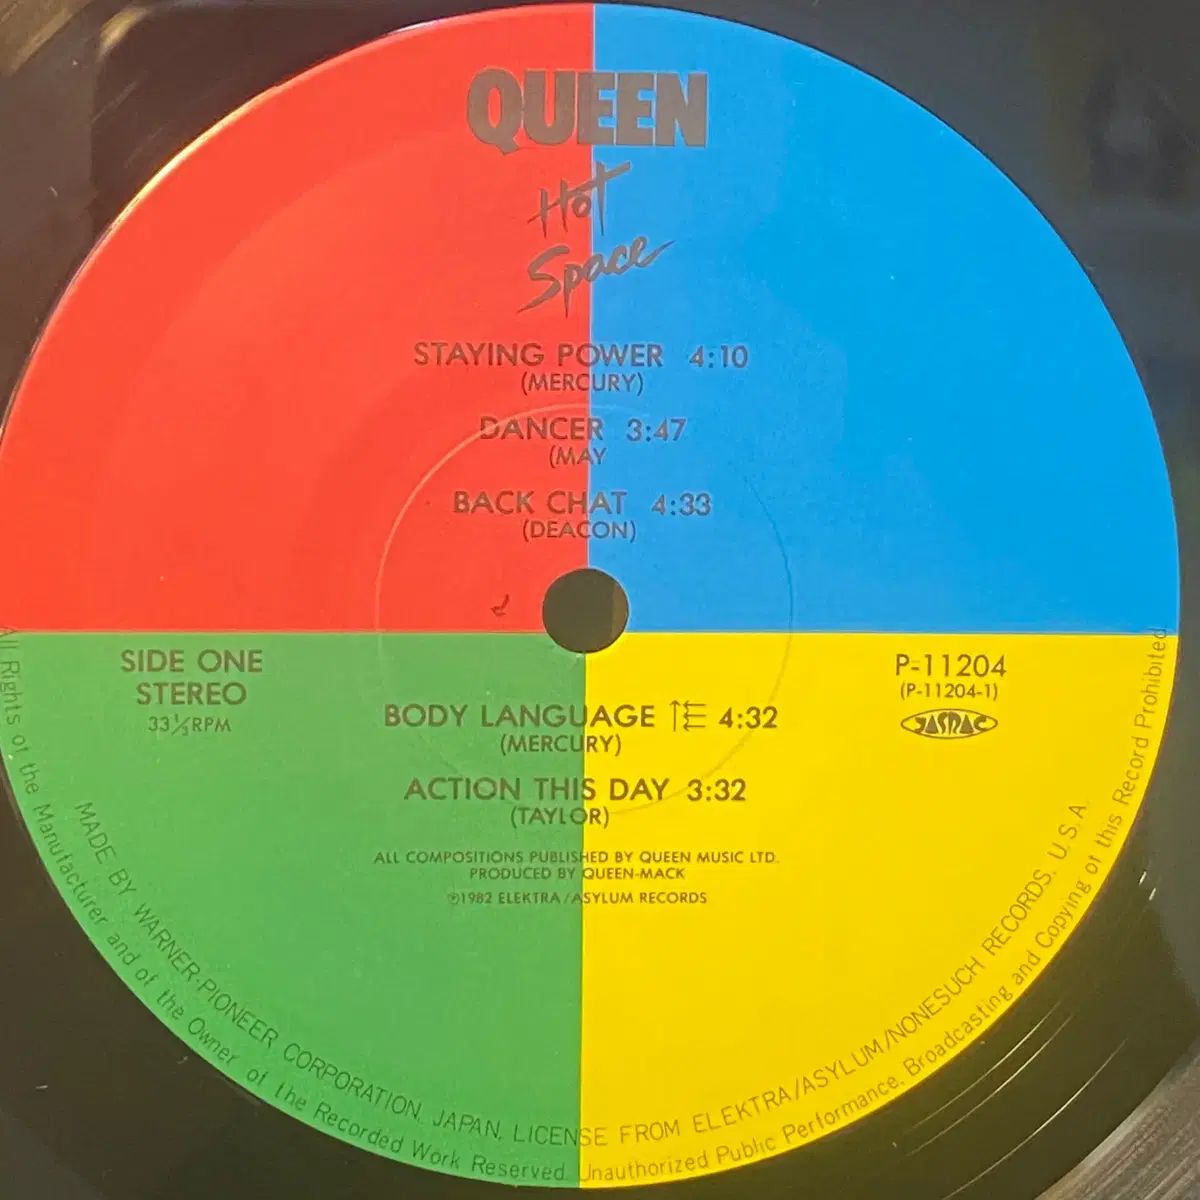 QUEEN
Hot
Space
STAYING POWER 4:10
(MERCURY)
DANCER 3:47
(MAY
BACK CHAT 4:33
(DEACON)
SIDE ONE
STEREO
33⅓RPM
P-11204
(P-11204-1)
JASRAC
BODY LANGUAGE 4:32
(MERCURY)
ACTION THIS DAY 3:32
(TAYLOR)
ALL COMPOSITIONS PUBLISHED BY QUEEN MUSIC LTD.
PRODUCED BY QUEEN-MACK
℗1982 ELEKTRA/ASYLUM RECORDS
MADE BY WARNER-PIONEER CORPORATION, JAPAN. LICENSE FROM ELEKTRA/ASYLUM/NONESUCH RECORDS. U.S.A.
All Rights of the Manufacturer and of the Owner of the Recorded Work Reserved. Unauthorized Public Performance, Broadcasting and Copying of this Record Prohibited